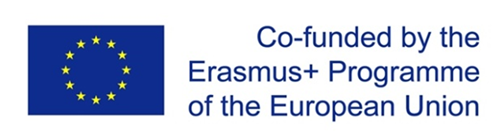 Co-funded by the
Erasmus+ Programme
of the European Union